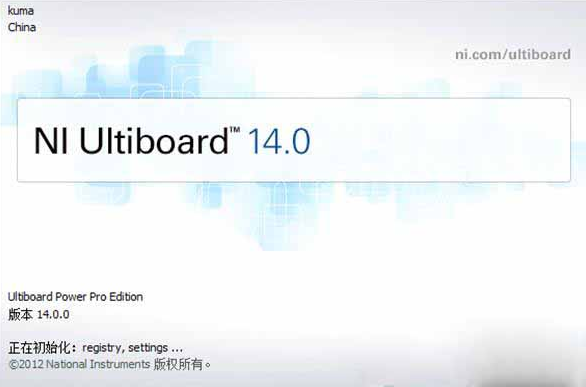 kuma
China
ni.com/ultiboard
NI Ultiboard™ 14.0
Ultiboard Power Pro Edition
版本 14.0.0
正在初始化：registry, settings ...
©2012 National Instruments 版权所有。